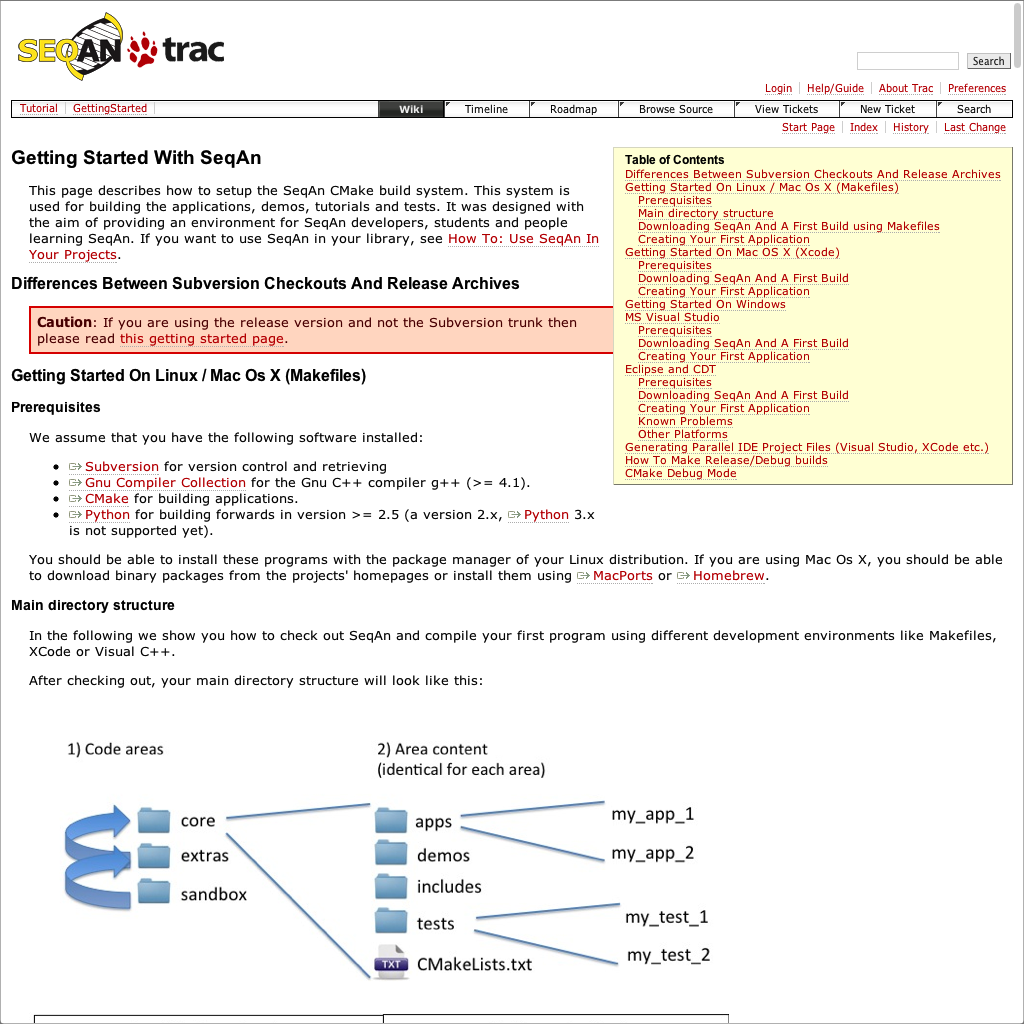 SEQAN trac
Search
Login Help/Guide About Trac Preferences
Tutorial GettingStarted
Wiki Timeline Roadmap Browse Source View Tickets New Ticket Search
Start Page Index History Last Change
Getting Started With SeqAn
This page describes how to setup the SeqAn CMake build system. This system is
used for building the applications, demos, tutorials and tests. It was designed with
the aim of providing an environment for SeqAn developers, students and people
learning SeqAn. If you want to use SeqAn in your library, see How To: Use SeqAn In
Your Projects.
Table of Contents
Differences Between Subversion Checkouts And Release Archives
Getting Started On Linux / Mac Os X (Makefiles)
Prerequisites
Main directory structure
Downloading SeqAn And A First Build using Makefiles
Creating Your First Application
Getting Started On Mac OS X (Xcode)
Prerequisites
Downloading SeqAn And A First Build
Creating Your First Application
Getting Started On Windows
MS Visual Studio
Prerequisites
Downloading SeqAn And A First Build
Creating Your First Application
Eclipse and CDT
Prerequisites
Downloading SeqAn And A First Build
Creating Your First Application
Known Problems
Other Platforms
Generating Parallel IDE Project Files (Visual Studio, XCode etc.)
How To Make Release/Debug builds
CMake Debug Mode
Differences Between Subversion Checkouts And Release Archives
Caution: If you are using the release version and not the Subversion trunk then
please read this getting started page.
Getting Started On Linux / Mac Os X (Makefiles)
Prerequisites
We assume that you have the following software installed:
Subversion for version control and retrieving
Gnu Compiler Collection for the Gnu C++ compiler g++ (>= 4.1).
CMake for building applications.
Python for building forwards in version >= 2.5 (a version 2.x, Python 3.x
is not supported yet).
You should be able to install these programs with the package manager of your Linux distribution. If you are using Mac Os X, you should be able
to download binary packages from the projects' homepages or install them using MacPorts or Homebrew.
Main directory structure
In the following we show you how to check out SeqAn and compile your first program using different development environments like Makefiles,
XCode or Visual C++.
After checking out, your main directory structure will look like this:
1) Code areas
2) Area content
(identical for each area)
core
extras
sandbox
apps
demos
includes
tests
TXT CMakeLists.txt
my_app_1
my_app_2
my_test_1
my_test_2